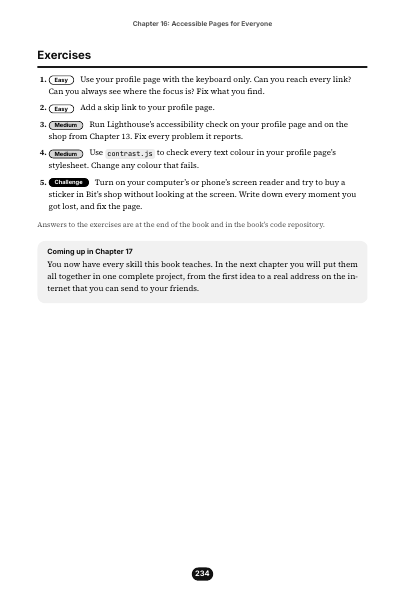 Chapter 16: Accessible Pages for Everyone
Exercises
1. Easy Use your profile page with the keyboard only. Can you reach every link?
Can you always see where the focus is? Fix what you find.
2. Easy Add a skip link to your profile page.
3. Medium Run Lighthouse’s accessibility check on your profile page and on the
shop from Chapter 13. Fix every problem it reports.
4. Medium Use contrast.js to check every text colour in your profile page’s
stylesheet. Change any colour that fails.
5. Challenge Turn on your computer’s or phone’s screen reader and try to buy a
sticker in Bit’s shop without looking at the screen. Write down every moment you
got lost, and fix the page.
Answers to the exercises are at the end of the book and in the book’s code repository.
Coming up in Chapter 17
You now have every skill this book teaches. In the next chapter you will put them
all together in one complete project, from the first idea to a real address on the in-
ternet that you can send to your friends.
234